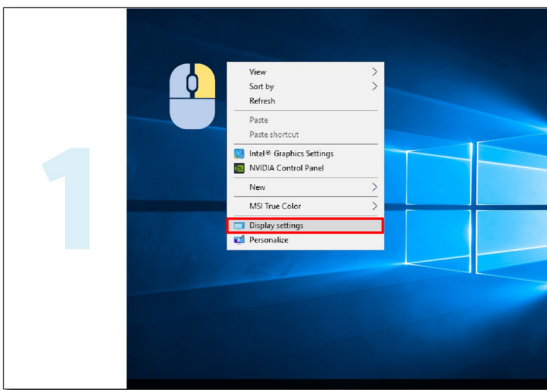 1
View
Sort by
Refresh
Paste
Paste shortcut
Intel® Graphics Settings
NVIDIA Control Panel
New
MSI True Color
Display settings
Personalize